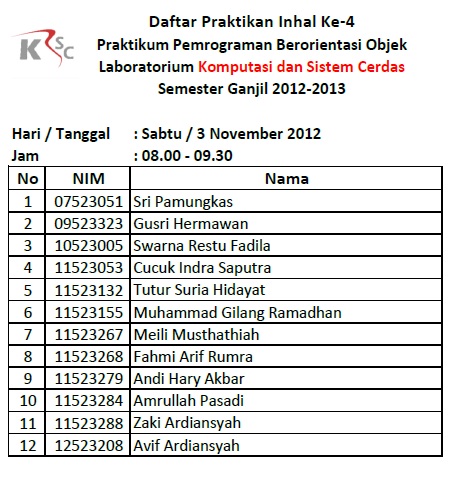 KSC
Daftar Praktikan Inhal Ke-4
Praktikum Pemrograman Berorientasi Objek
Laboratorium Komputasi dan Sistem Cerdas
Semester Ganjil 2012-2013
Hari / Tanggal : Sabtu / 3 November 2012
Jam : 08.00 - 09.30
No NIM Nama
1 07523051 Sri Pamungkas
2 09523323 Gusri Hermawan
3 10523005 Swarna Restu Fadila
4 11523053 Cucuk Indra Saputra
5 11523132 Tutur Suria Hidayat
6 11523155 Muhammad Gilang Ramadhan
7 11523267 Meili Musthathiah
8 11523268 Fahmi Arif Rumra
9 11523279 Andi Hary Akbar
10 11523284 Amrullah Pasadi
11 11523288 Zaki Ardiansyah
12 12523208 Avif Ardiansyah